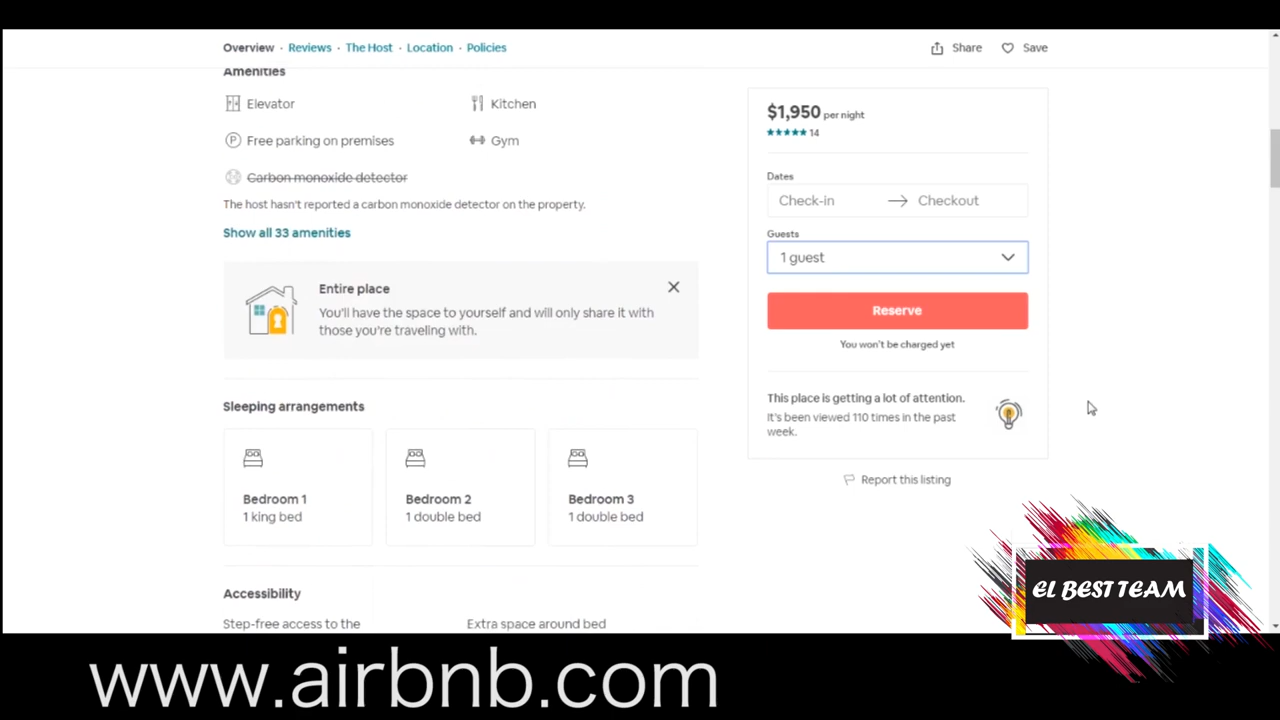 Overview · Reviews · The Host · Location · Policies
Share
Save
Amenities
Elevator
Kitchen
Free parking on premises
Gym
Carbon monoxide detector
The host hasn't reported a carbon monoxide detector on the property.
Show all 33 amenities
Entire place
You'll have the space to yourself and will only share it with
those you're traveling with.
Sleeping arrangements
Bedroom 1
1 king bed
Bedroom 2
1 double bed
Bedroom 3
1 double bed
Accessibility
Step-free access to the
Extra space around bed
$1,950 per night
14
Dates
Check-in
Checkout
Guests
1 guest
Reserve
You won't be charged yet
This place is getting a lot of attention.
It's been viewed 110 times in the past
week.
Report this listing
EL BEST TEAM
www.airbnb.com